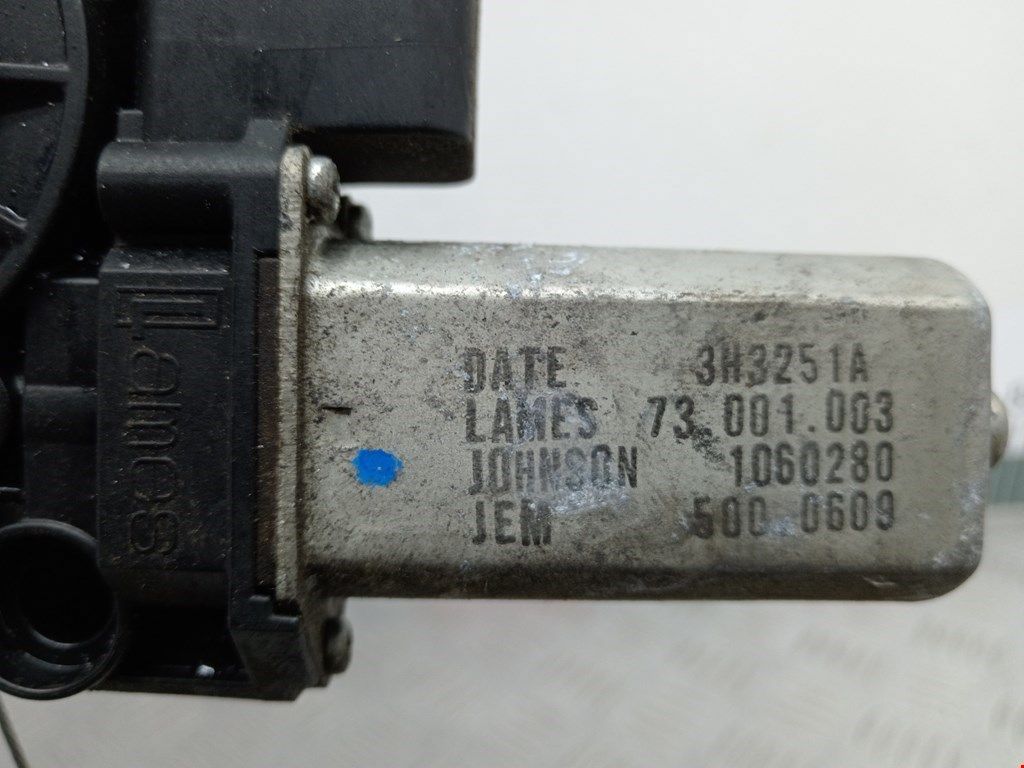 DATE 3H3251A
LAMES 73.001.003
JOHNSON 1060280
JEM 500 0609